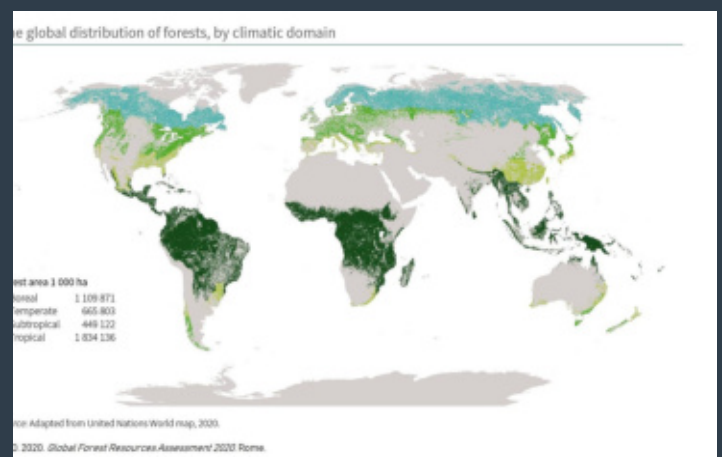 e global distribution of forests, by climatic domain
est area 1 000 ha
oreal 1 109 871
emperate 665 803
ubtropical 449 122
ropical 1 834 136
rce: Adapted from United Nations World map, 2020.
0. 2020. Global Forest Resources Assessment 2020. Rome.